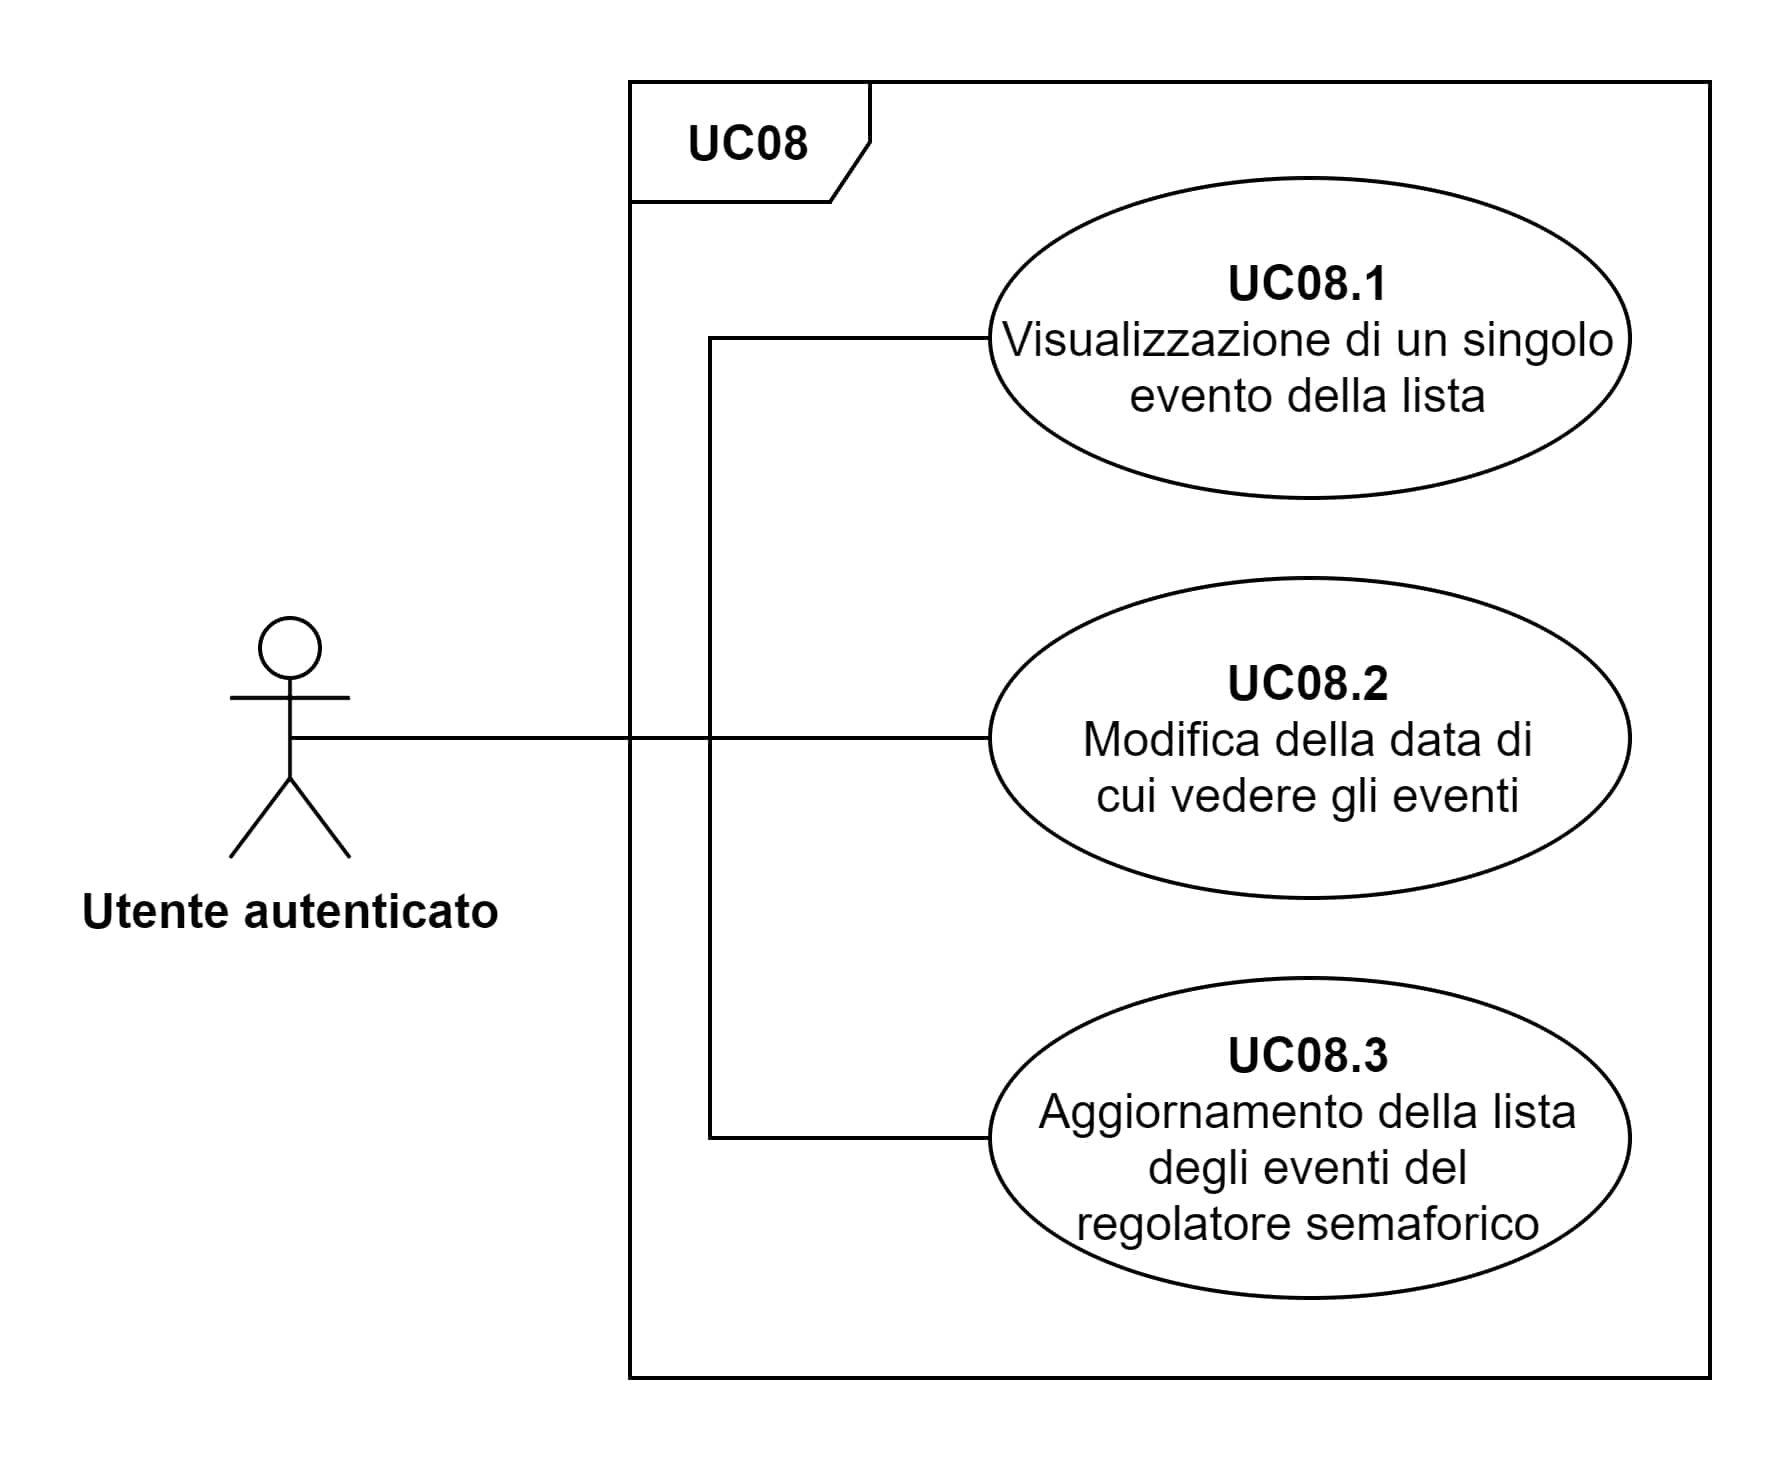 UC08
UC08.1
Visualizzazione di un singolo
evento della lista
UC08.2
Modifica della data di
cui vedere gli eventi
Utente autenticato
UC08.3
Aggiornamento della lista
degli eventi del
regolatore semaforico